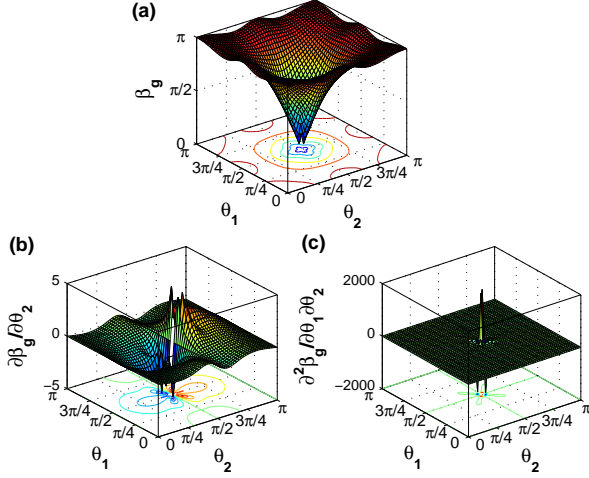 (a)
π
π/2
0
β_g
π
3π/4
π/2
π/4
0
θ_1
0
π/4
π/2
3π/4
π
θ_2
(b)
5
0
−5
∂β_g/∂θ_2
π
3π/4
π/2
π/4
0
θ_1
0
π/4
π/2
3π/4
π
θ_2
(c)
2000
0
−2000
∂²β_g/∂θ_1∂θ_2
π
3π/4
π/2
π/4
0
θ_1
0
π/4
π/2
3π/4
π
θ_2